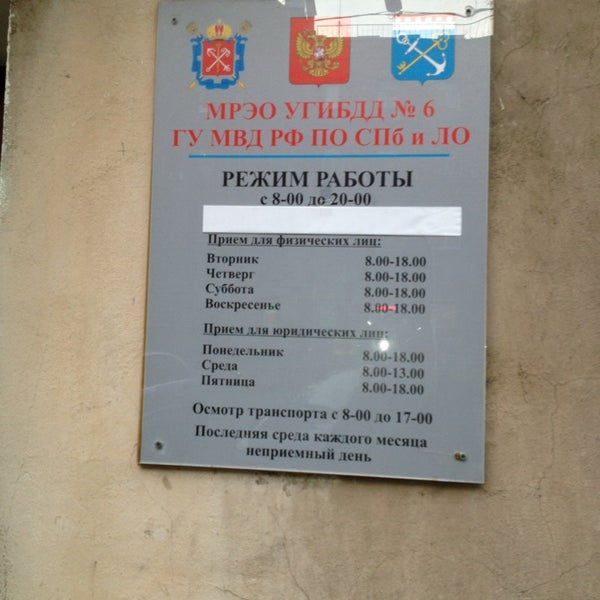 МРЭО УГИБДД № 6
ГУ МВД РФ ПО СПб и ЛО
РЕЖИМ РАБОТЫ
с 8-00 до 20-00
Прием для физических лиц:
Вторник 8.00-18.00
Четверг 8.00-18.00
Суббота 8.00-18.00
Воскресенье 8.00-18.00
Прием для юридических лиц:
Понедельник 8.00-18.00
Среда 8.00-13.00
Пятница 8.00-18.00
Осмотр транспорта с 8-00 до 17-00
Последняя среда каждого месяца
неприемный день